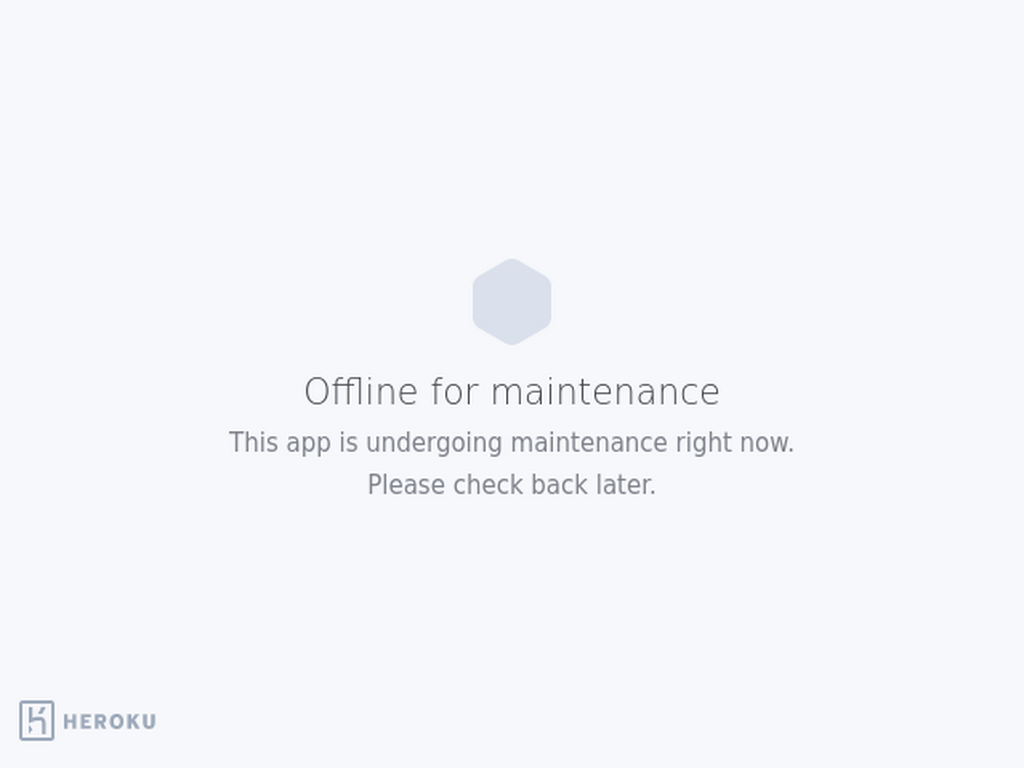 Offline for maintenance
This app is undergoing maintenance right now.
Please check back later.
HEROKU